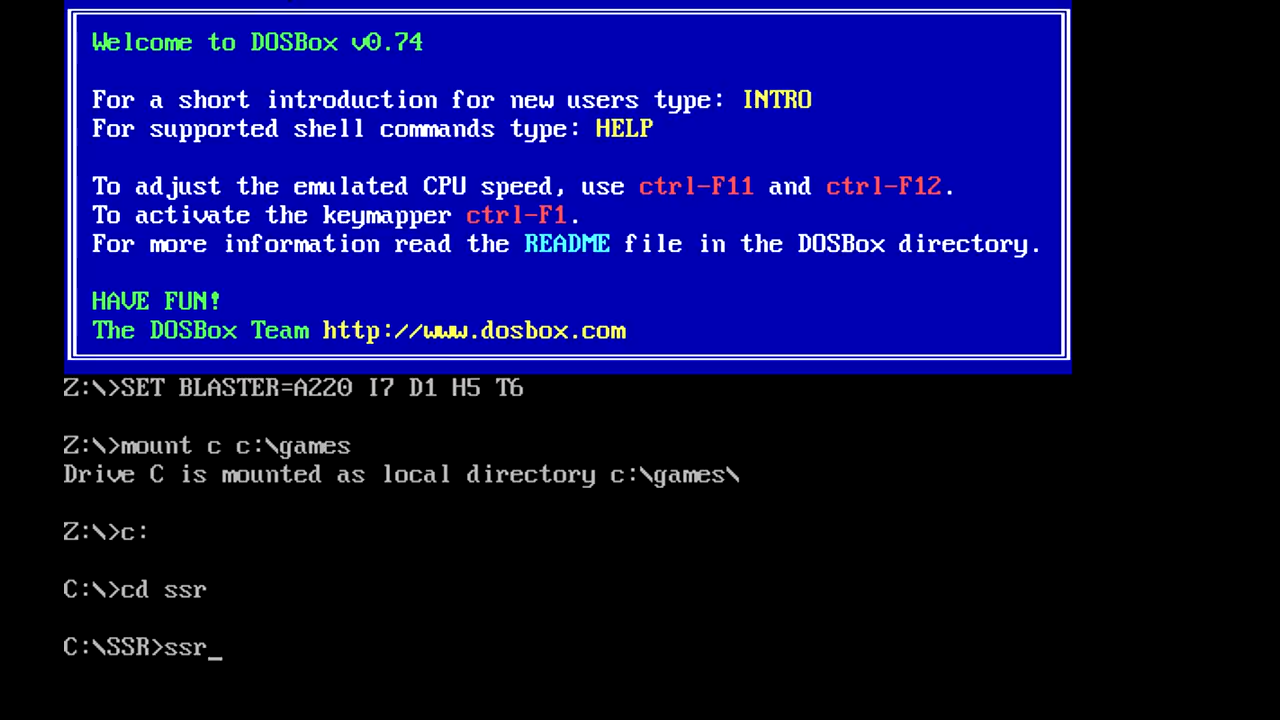 Welcome to DOSBox v0.74
For a short introduction for new users type: INTRO
For supported shell commands type: HELP
To adjust the emulated CPU speed, use ctrl-F11 and ctrl-F12.
To activate the keymapper ctrl-F1.
For more information read the README file in the DOSBox directory.
HAVE FUN!
The DOSBox Team http://www.dosbox.com
Z:\>SET BLASTER=A220 I7 D1 H5 T6
Z:\>mount c c:\games
Drive C is mounted as local directory c:\games\
Z:\>c:
C:\>cd ssr
C:\SSR>ssr_